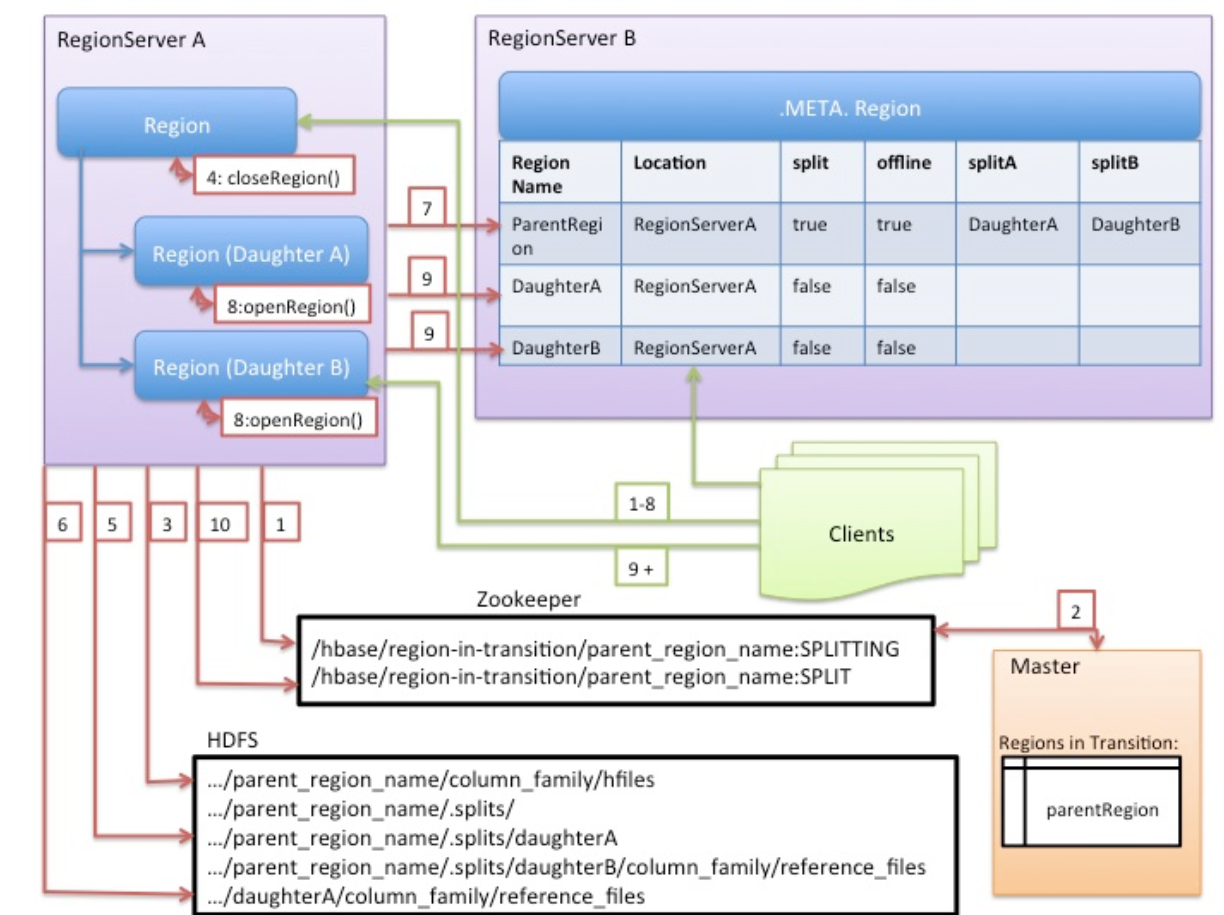 RegionServer A
Region
4: closeRegion()
Region (Daughter A)
8:openRegion()
Region (Daughter B)
8:openRegion()
7
9
9
RegionServer B
.META. Region
Region Name Location split offline splitA splitB
ParentRegi
on RegionServerA true true DaughterA DaughterB
DaughterA RegionServerA false false
DaughterB RegionServerA false false
6 5 3 10 1
1-8
9 +
Clients
Zookeeper
/hbase/region-in-transition/parent_region_name:SPLITTING
/hbase/region-in-transition/parent_region_name:SPLIT
2
Master
Regions in Transition:
parentRegion
HDFS
.../parent_region_name/column_family/hfiles
.../parent_region_name/.splits/
.../parent_region_name/.splits/daughterA
.../parent_region_name/.splits/daughterB/column_family/reference_files
.../daughterA/column_family/reference_files